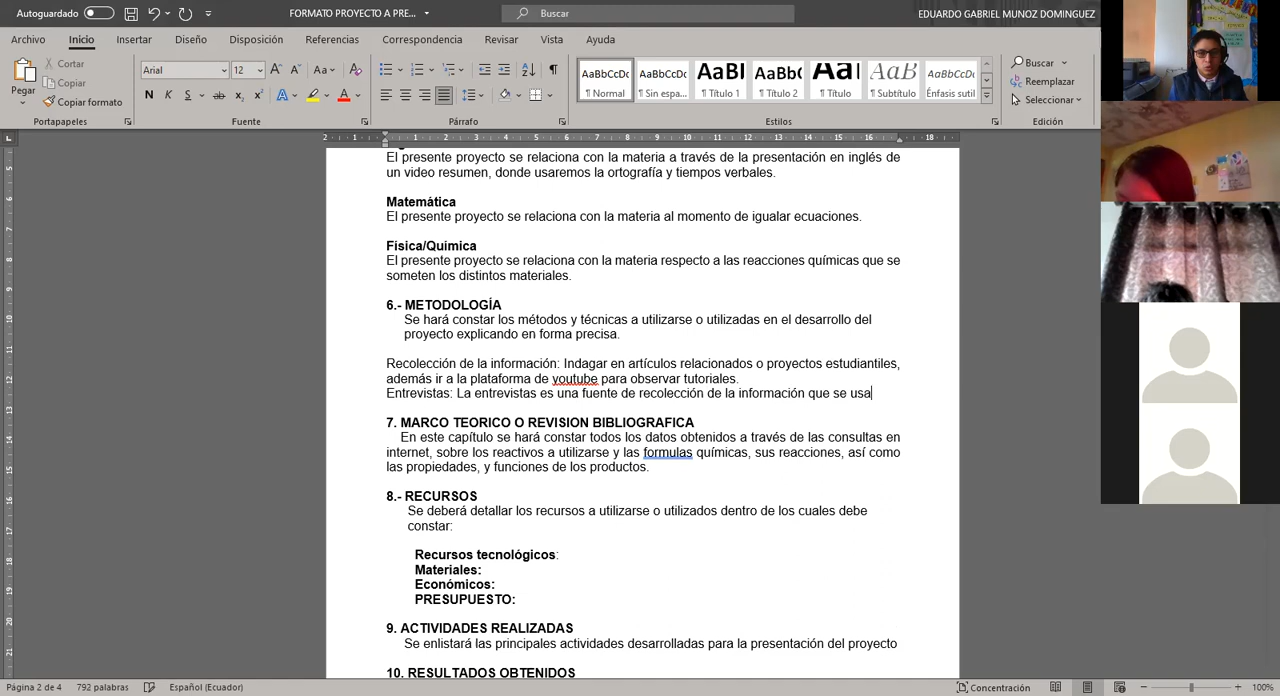 Autoguardado
FORMATO PROYECTO A PRE...
Buscar
EDUARDO GABRIEL MUNOZ DOMINGUEZ
Archivo Inicio Insertar Diseño Disposición Referencias Correspondencia Revisar Vista Ayuda
Pegar
Cortar
Copiar
Copiar formato
Portapapeles
Arial 12
N K S
Fuente
Párrafo
AaBbCcDc AaBbCcDc AaBl AaBb( AaI AaB AaBbCcDc
¶ Normal ¶ Sin espa... ¶ Título 1 ¶ Título 2 ¶ Título ¶ Subtítulo Énfasis sutil
Estilos
Buscar
Reemplazar
Seleccionar
Edición
El presente proyecto se relaciona con la materia a través de la presentación en inglés de
un video resumen, donde usaremos la ortografía y tiempos verbales.
Matemática
El presente proyecto se relaciona con la materia al momento de igualar ecuaciones.
Física/Química
El presente proyecto se relaciona con la materia respecto a las reacciones químicas que se
someten los distintos materiales.
6.- METODOLOGÍA
Se hará constar los métodos y técnicas a utilizarse o utilizadas en el desarrollo del
proyecto explicando en forma precisa.
Recolección de la información: Indagar en artículos relacionados o proyectos estudiantiles,
además ir a la plataforma de youtube para observar tutoriales.
Entrevistas: La entrevistas es una fuente de recolección de la información que se usa
7. MARCO TEORICO O REVISION BIBLIOGRAFICA
En este capítulo se hará constar todos los datos obtenidos a través de las consultas en
internet, sobre los reactivos a utilizarse y las formulas químicas, sus reacciones, así como
las propiedades, y funciones de los productos.
8.- RECURSOS
Se deberá detallar los recursos a utilizarse o utilizados dentro de los cuales debe
constar:
Recursos tecnológicos:
Materiales:
Económicos:
PRESUPUESTO:
9. ACTIVIDADES REALIZADAS
Se enlistará las principales actividades desarrolladas para la presentación del proyecto
10. RESULTADOS OBTENIDOS
Página 2 de 4 792 palabras Español (Ecuador) Concentración 100%